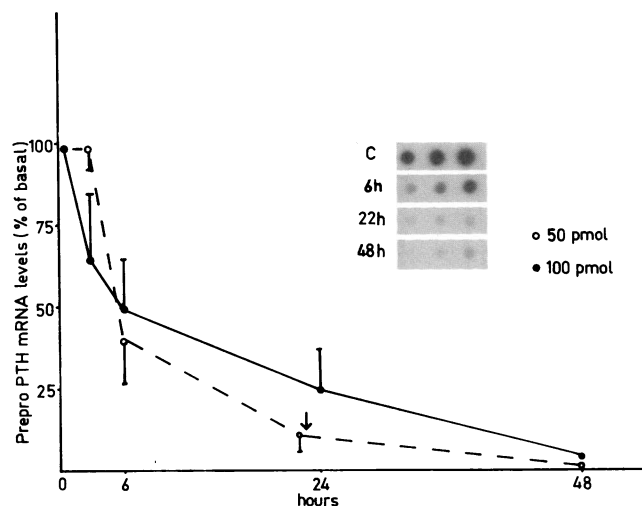 Prepro PTH mRNA levels (% of basal)
100
75
50
25
0
6
24
48
hours
C
6h
22h
48h
50 pmol
100 pmol